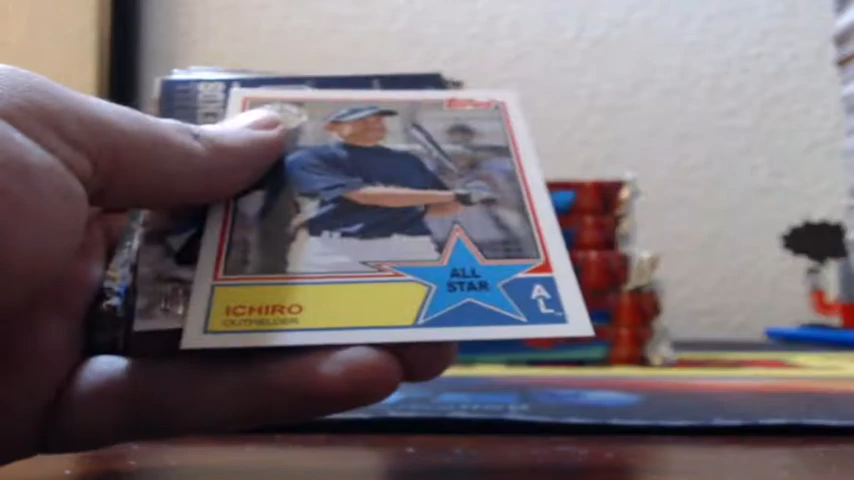 Topps
ALL
STAR
ICHIRO
OUTFIELDER
AL